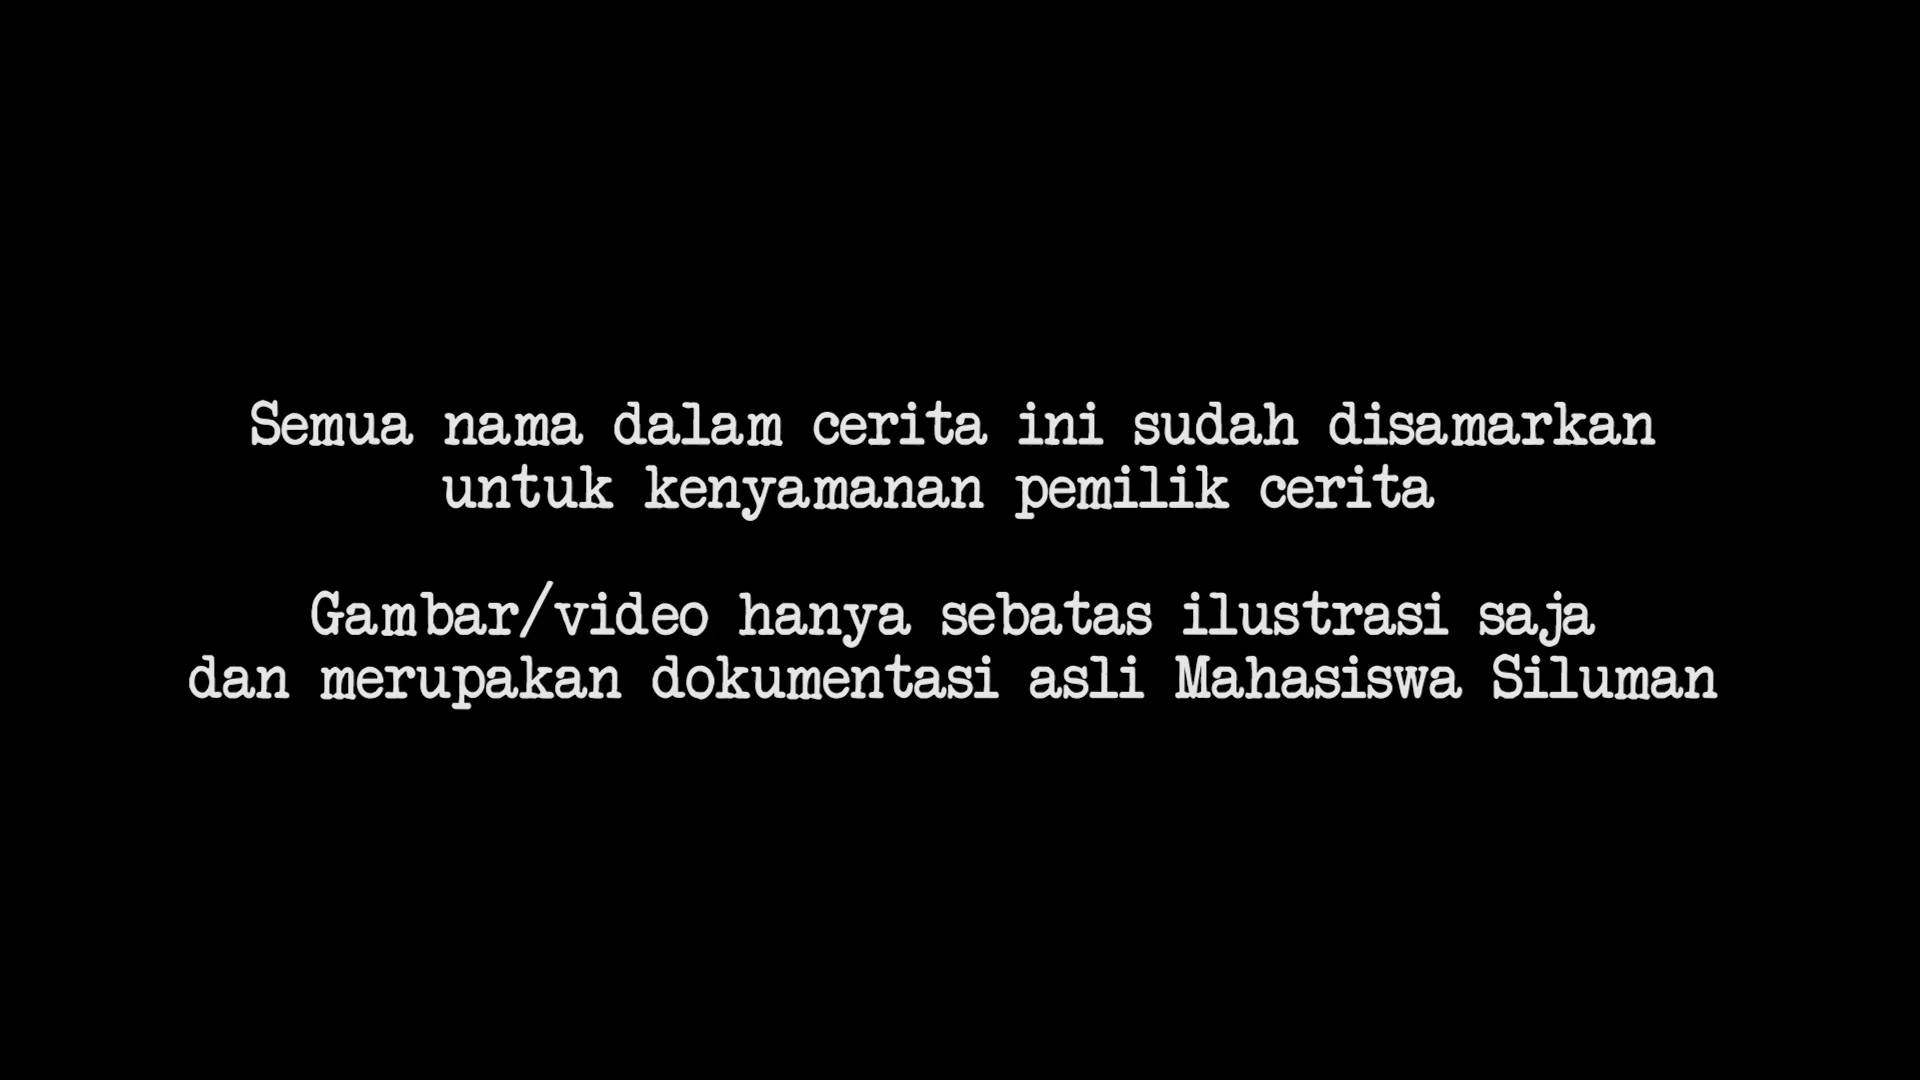 Semua nama dalam cerita ini sudah disamarkan
untuk kenyamanan pemilik cerita
Gambar/video hanya sebatas ilustrasi saja
dan merupakan dokumentasi asli Mahasiswa Siluman